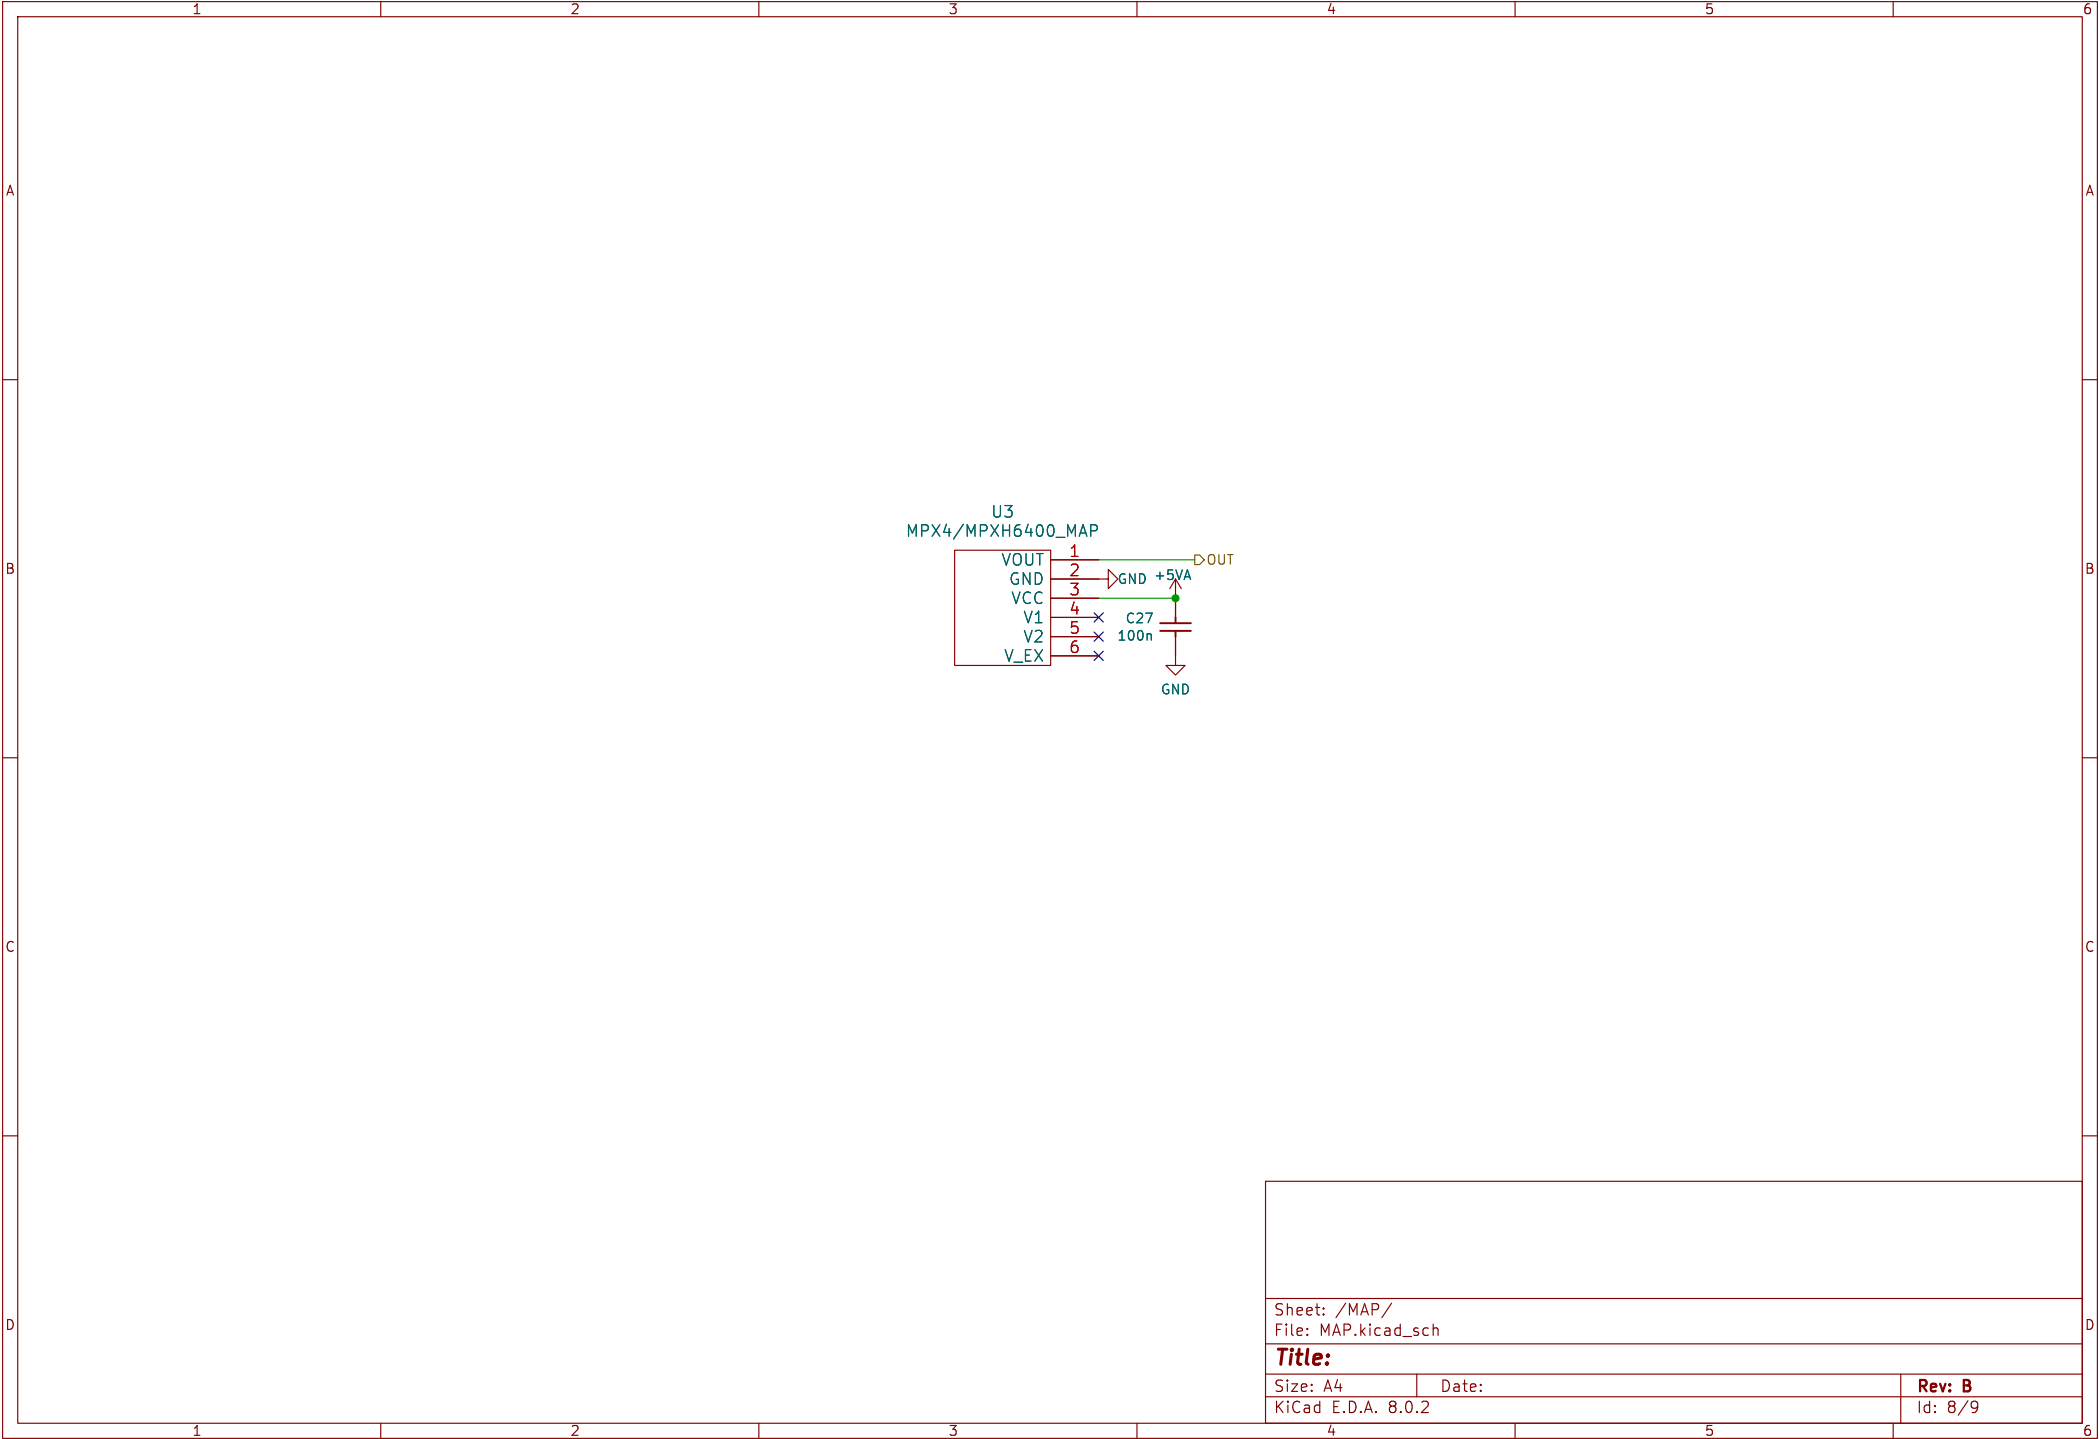 1 2 3 4 5 6
A A
U3
MPX4/MPXH6400_MAP
VOUT 1 OUT
B B
GND 2 GND +5VA
VCC 3
V1 4 C27
V2 5 100n
V_EX 6
GND
C C
Sheet: /MAP/
D D
File: MAP.kicad_sch
Title:
Size: A4 Date: Rev: B
KiCad E.D.A. 8.0.2 Id: 8/9
1 2 3 4 5 6